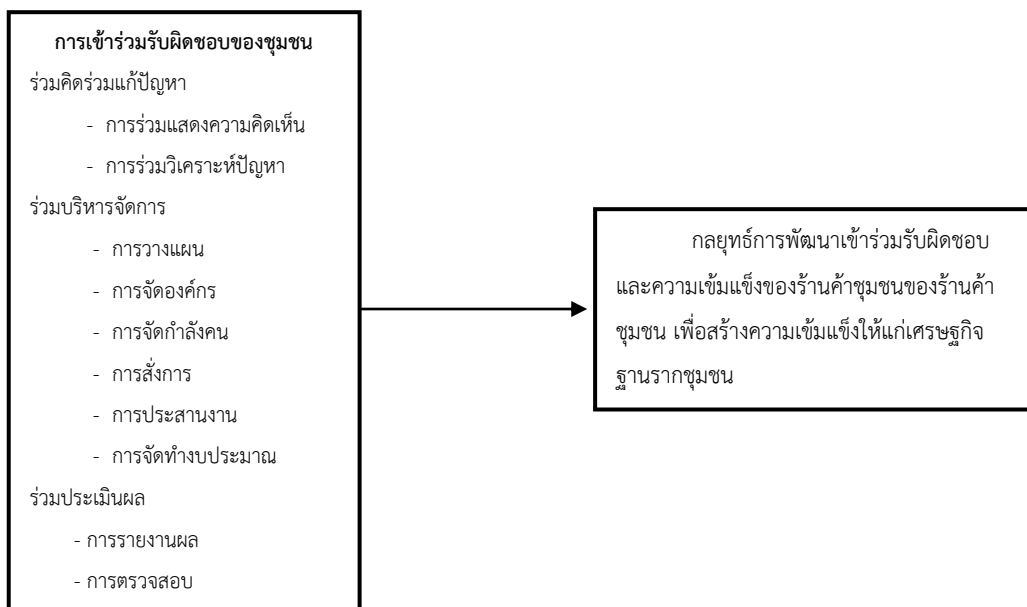 การเข้าร่วมรับผิดชอบของชุมชน
ร่วมคิดร่วมแก้ปัญหา
- การร่วมแสดงความคิดเห็น
- การร่วมวิเคราะห์ปัญหา
ร่วมบริหารจัดการ
- การวางแผน
- การจัดองค์กร
- การจัดกำลังคน
- การสั่งการ
- การประสานงาน
- การจัดทำงบประมาณ
ร่วมประเมินผล
- การรายงานผล
- การตรวจสอบ
กลยุทธ์การพัฒนาเข้าร่วมรับผิดชอบ
และความเข้มแข็งของร้านค้าชุมชนของร้านค้า
ชุมชน เพื่อสร้างความเข้มแข็งให้แก่เศรษฐกิจ
ฐานรากชุมชน